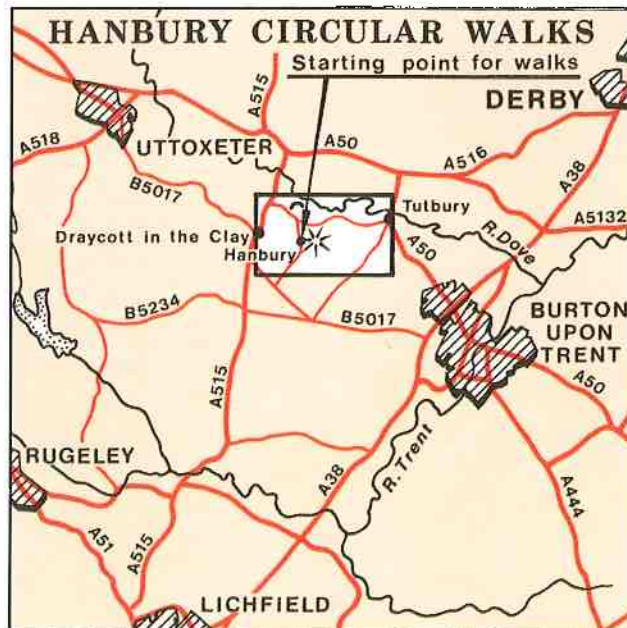 HANBURY CIRCULAR WALKS
Starting point for walks
A515
DERBY
A518
UTTOXETER
A50
A516
A38
B5017
Tutbury
A5132
Draycott in the Clay
Hanbury
A50
R. Dove
B5234
B5017
BURTON
UPON
TRENT
A515
A50
RUGELEY
A38
R. Trent
A444
A51
A515
LICHFIELD